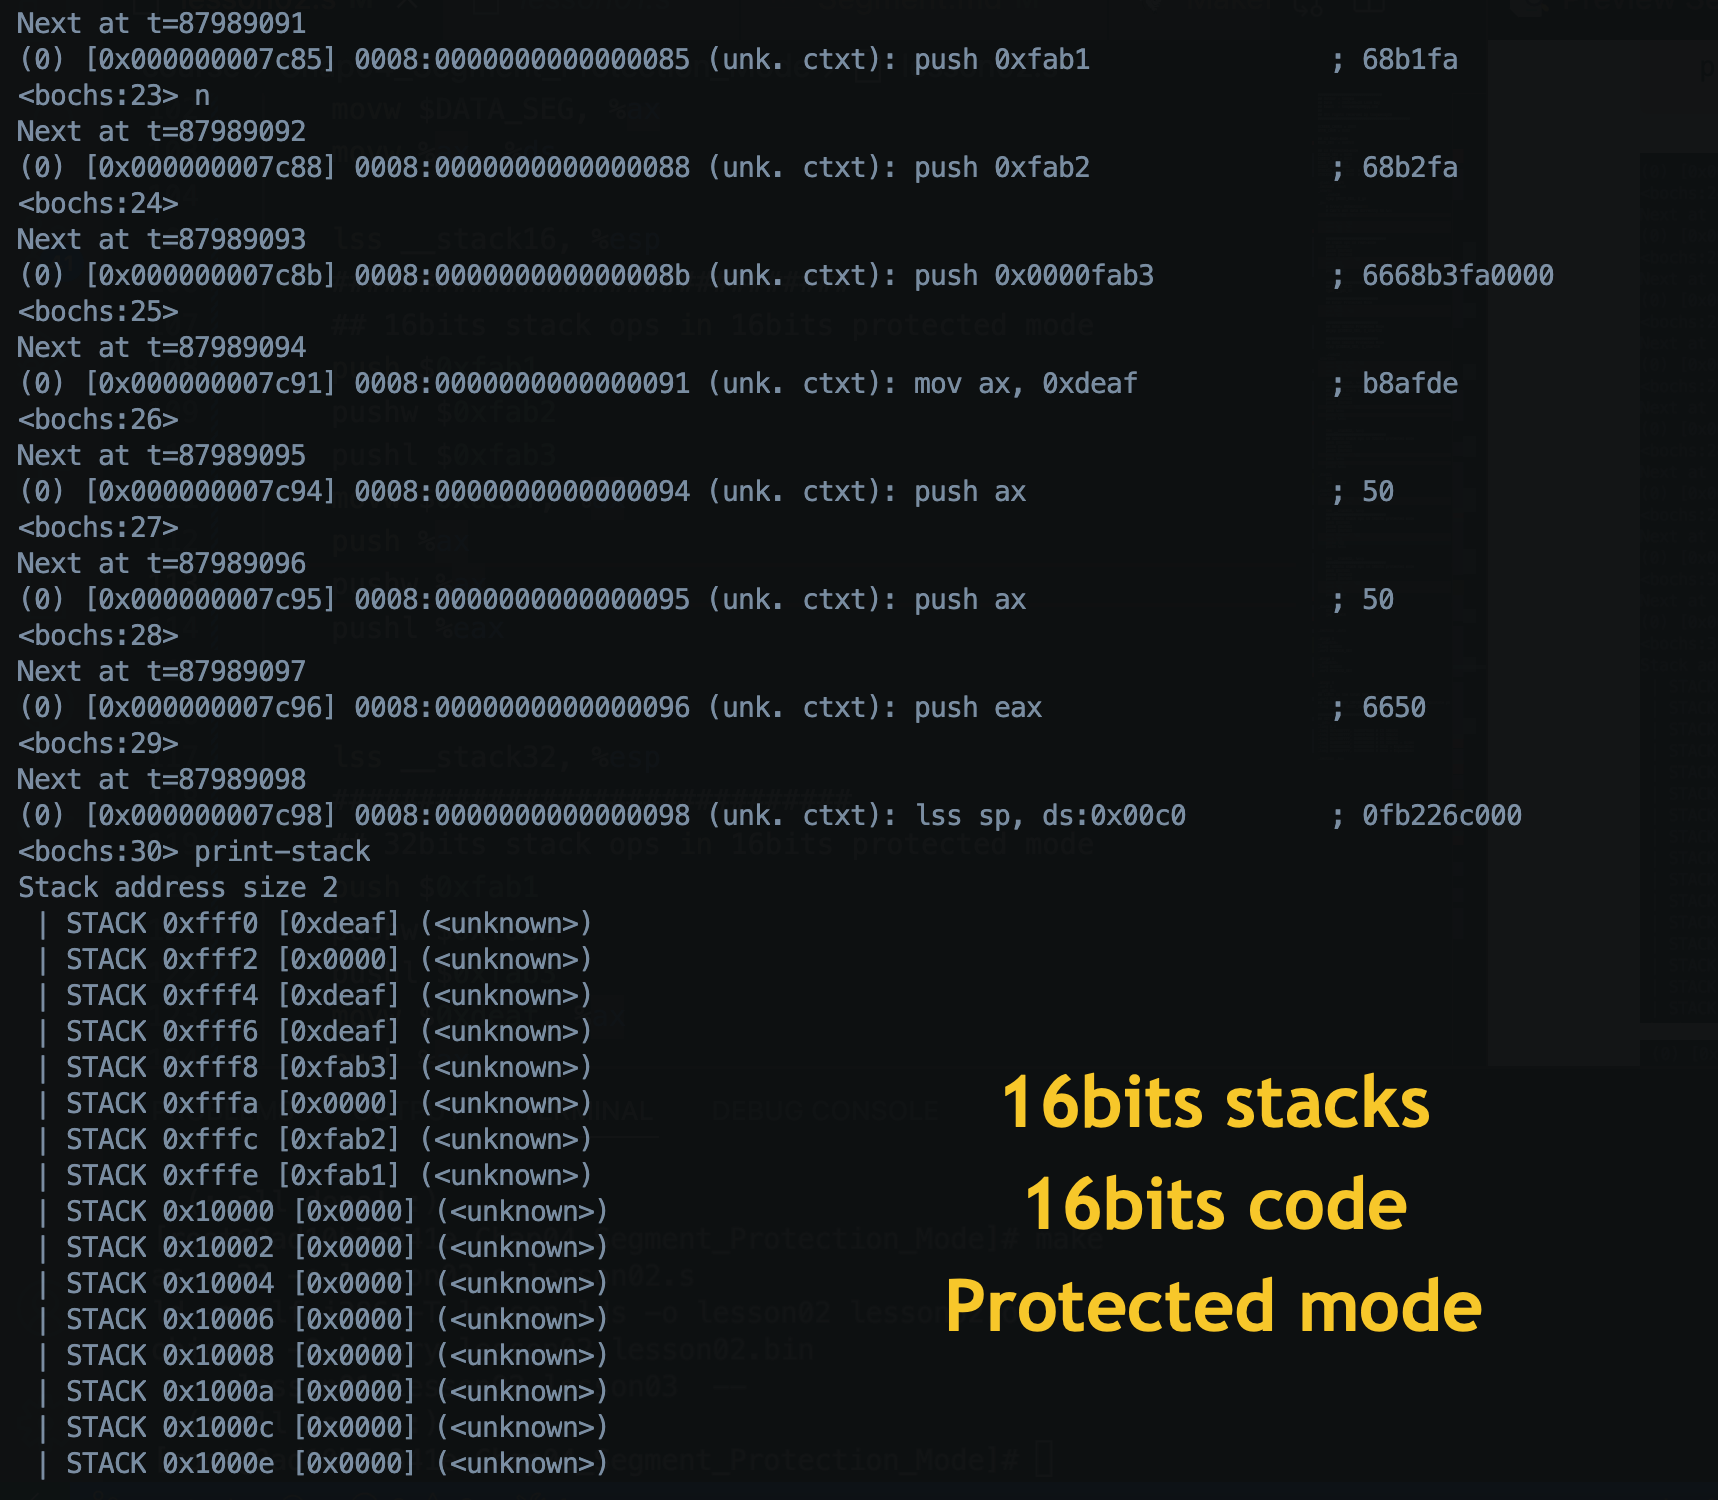 Next at t=87989091
(0) [0x000000007c85] 0008:0000000000000085 (unk. ctxt): push 0xfab1 ; 68b1fa
<bochs:23> n
Next at t=87989092
(0) [0x000000007c88] 0008:0000000000000088 (unk. ctxt): push 0xfab2 ; 68b2fa
<bochs:24>
Next at t=87989093
(0) [0x000000007c8b] 0008:000000000000008b (unk. ctxt): push 0x0000fab3 ; 6668b3fa0000
<bochs:25>
Next at t=87989094
(0) [0x000000007c91] 0008:0000000000000091 (unk. ctxt): mov ax, 0xdeaf ; b8afde
<bochs:26>
Next at t=87989095
(0) [0x000000007c94] 0008:0000000000000094 (unk. ctxt): push ax ; 50
<bochs:27>
Next at t=87989096
(0) [0x000000007c95] 0008:0000000000000095 (unk. ctxt): push ax ; 50
<bochs:28>
Next at t=87989097
(0) [0x000000007c96] 0008:0000000000000096 (unk. ctxt): push eax ; 6650
<bochs:29>
Next at t=87989098
(0) [0x000000007c98] 0008:0000000000000098 (unk. ctxt): lss sp, ds:0x00c0 ; 0fb226c000
<bochs:30> print-stack
Stack address size 2
| STACK 0xfff0 [0xdeaf] (<unknown>)
| STACK 0xfff2 [0x0000] (<unknown>)
| STACK 0xfff4 [0xdeaf] (<unknown>)
| STACK 0xfff6 [0xdeaf] (<unknown>)
| STACK 0xfff8 [0xfab3] (<unknown>)
| STACK 0xfffa [0x0000] (<unknown>)
| STACK 0xfffc [0xfab2] (<unknown>)
| STACK 0xfffe [0xfab1] (<unknown>)
| STACK 0x10000 [0x0000] (<unknown>)
| STACK 0x10002 [0x0000] (<unknown>)
| STACK 0x10004 [0x0000] (<unknown>)
| STACK 0x10006 [0x0000] (<unknown>)
| STACK 0x10008 [0x0000] (<unknown>)
| STACK 0x1000a [0x0000] (<unknown>)
| STACK 0x1000c [0x0000] (<unknown>)
| STACK 0x1000e [0x0000] (<unknown>)
16bits stacks
16bits code
Protected mode